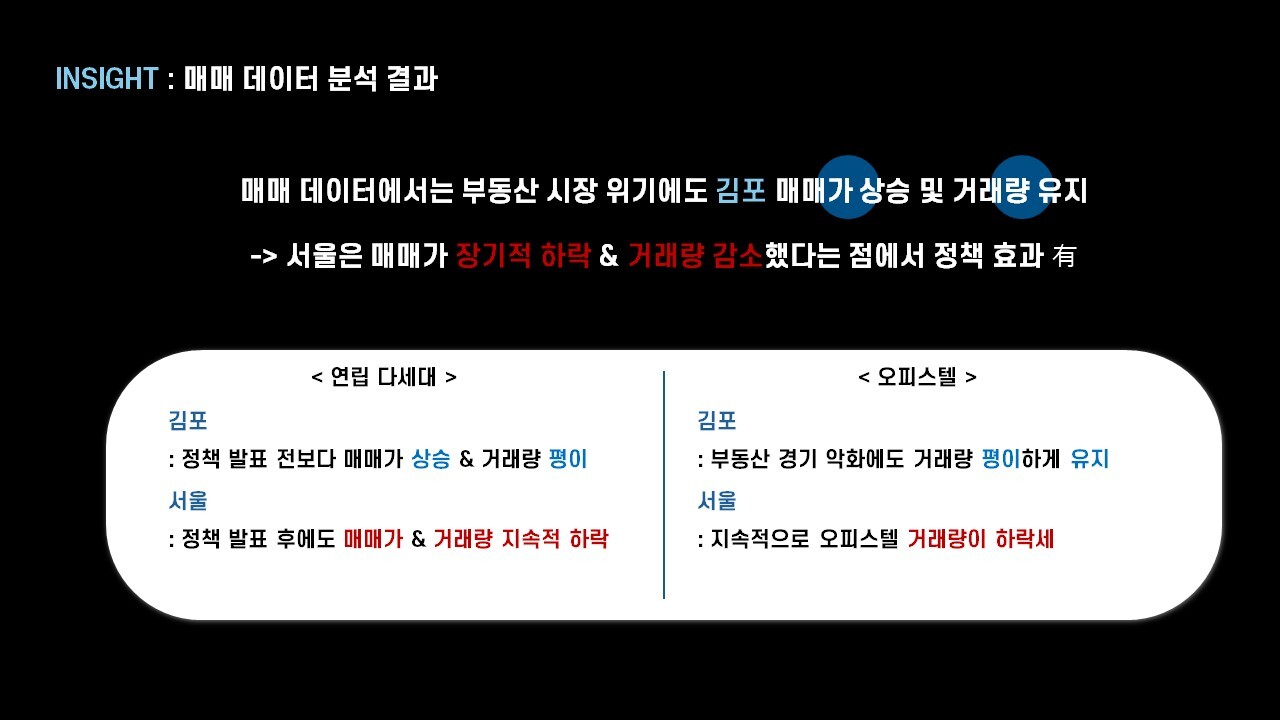 INSIGHT : 매매 데이터 분석 결과
매매 데이터에서는 부동산 시장 위기에도 김포 매매가 상승 및 거래량 유지
-> 서울은 매매가 장기적 하락 & 거래량 감소했다는 점에서 정책 효과 有
< 연립 다세대 >
김포
: 정책 발표 전보다 매매가 상승 & 거래량 평이
서울
: 정책 발표 후에도 매매가 & 거래량 지속적 하락
< 오피스텔 >
김포
: 부동산 경기 악화에도 거래량 평이하게 유지
서울
: 지속적으로 오피스텔 거래량이 하락세